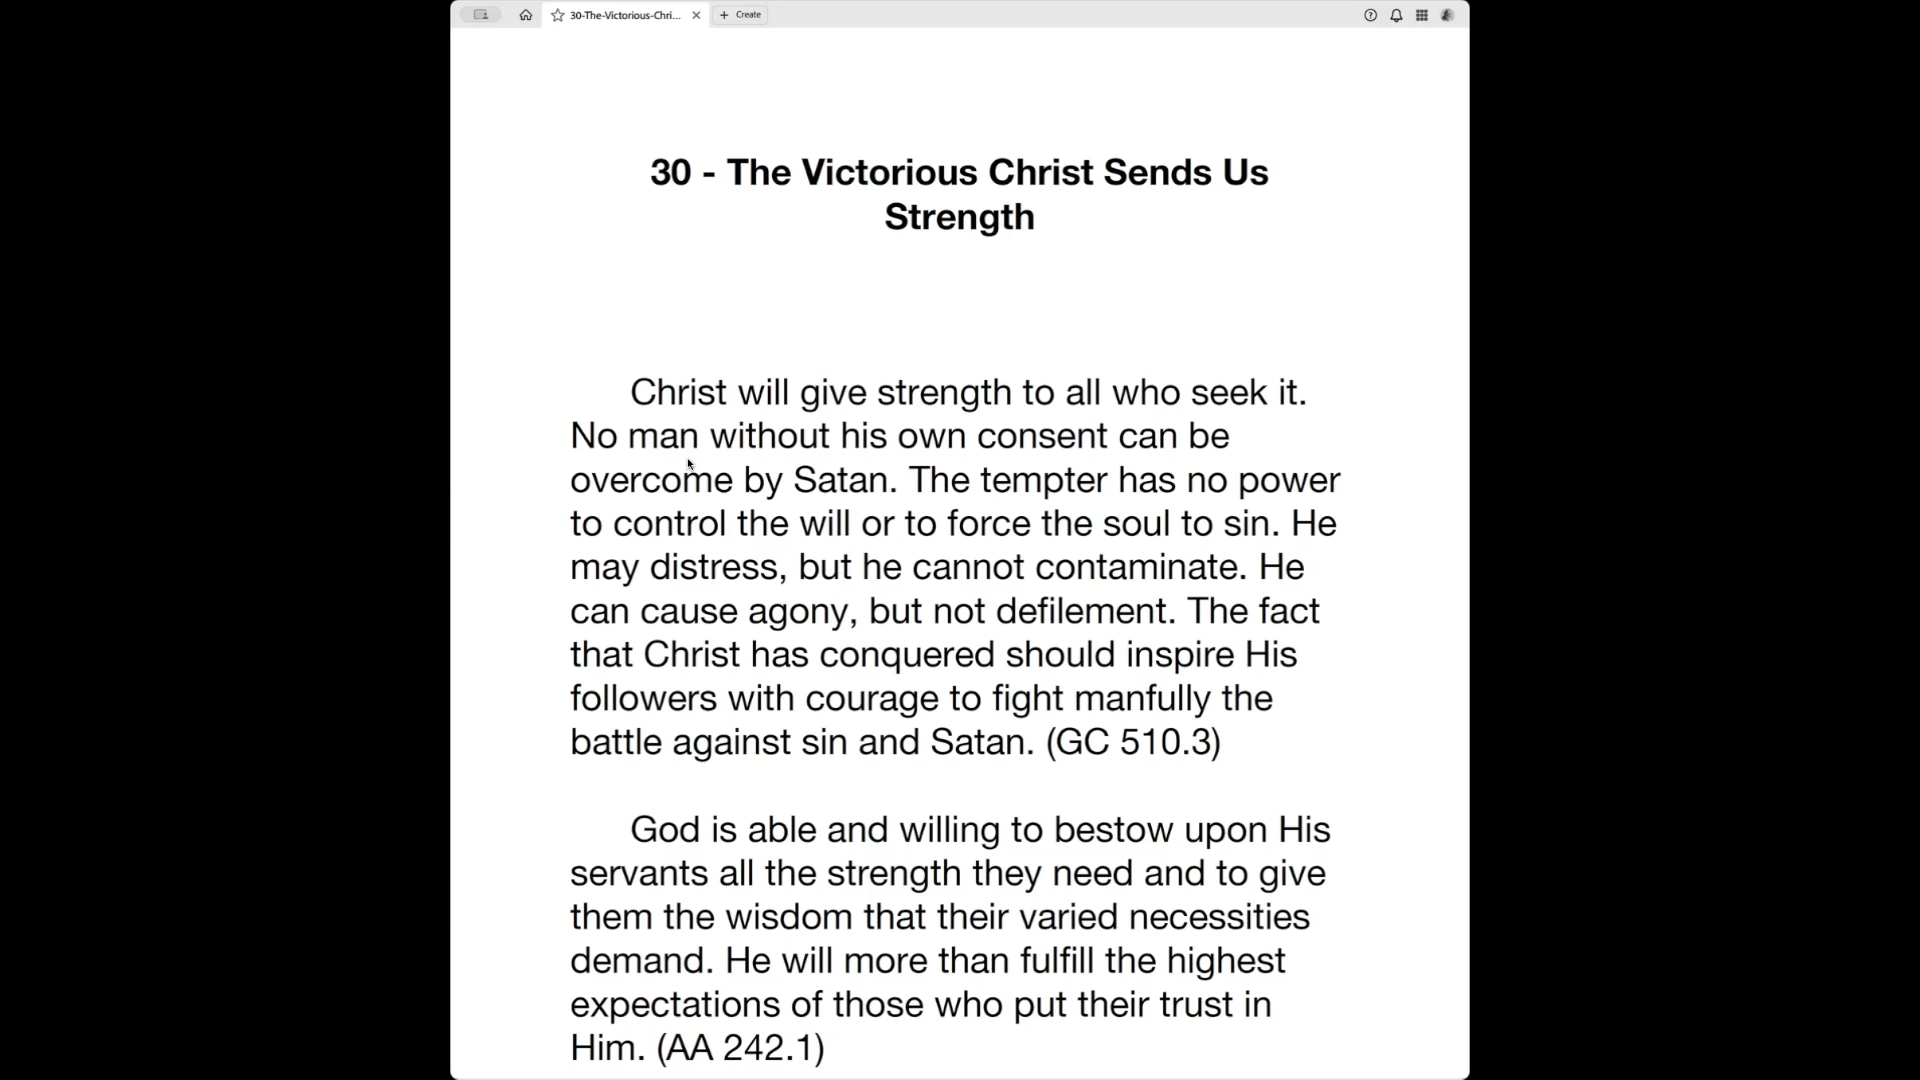 30-The-Victorious-Chri...
Create
30 - The Victorious Christ Sends Us
Strength
Christ will give strength to all who seek it.
No man without his own consent can be
overcome by Satan. The tempter has no power
to control the will or to force the soul to sin. He
may distress, but he cannot contaminate. He
can cause agony, but not defilement. The fact
that Christ has conquered should inspire His
followers with courage to fight manfully the
battle against sin and Satan. (GC 510.3)
God is able and willing to bestow upon His
servants all the strength they need and to give
them the wisdom that their varied necessities
demand. He will more than fulfill the highest
expectations of those who put their trust in
Him. (AA 242.1)